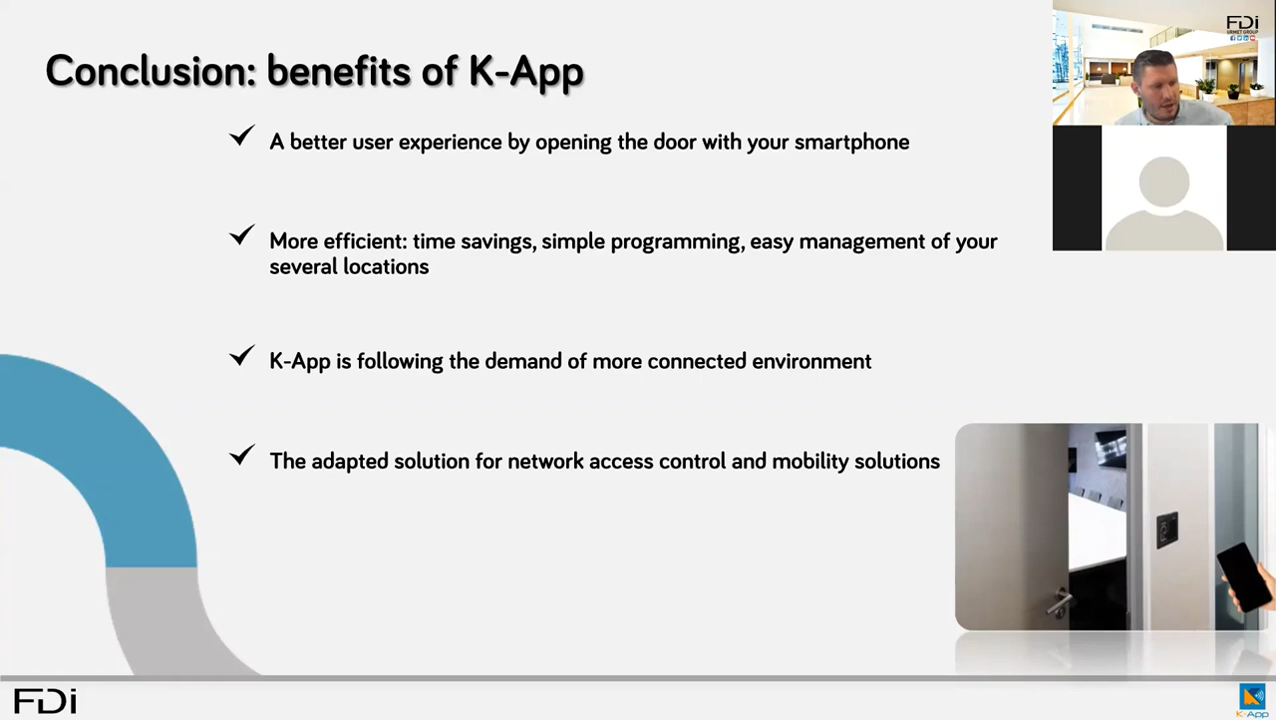 Conclusion: benefits of K-App
FDI
URMET GROUP
A better user experience by opening the door with your smartphone
More efficient: time savings, simple programming, easy management of your
several locations
K-App is following the demand of more connected environment
The adapted solution for network access control and mobility solutions
FDI
K-App